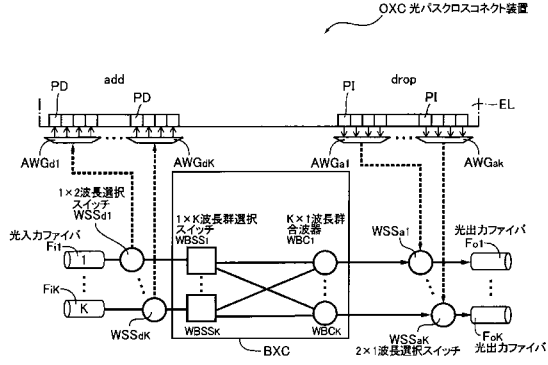 OXC 光パスクロスコネクト装置
add
drop
PD
PD
PI
PI
EL
AWGd1
AWGdK
AWGa1
AWGak
1×2波長選択
スイッチ
WSSd1
1×K波長群選択
スイッチ
WBSS1
K×1波長群
合波器
WBC1
WSSa1
光入力ファイバ
Fi1
光出力ファイバ
Fo1
1
FiK
K
WSSdK
WBSSK
WBCK
WSSaK
2×1波長選択スイッチ
FoK
光出力ファイバ
BXC